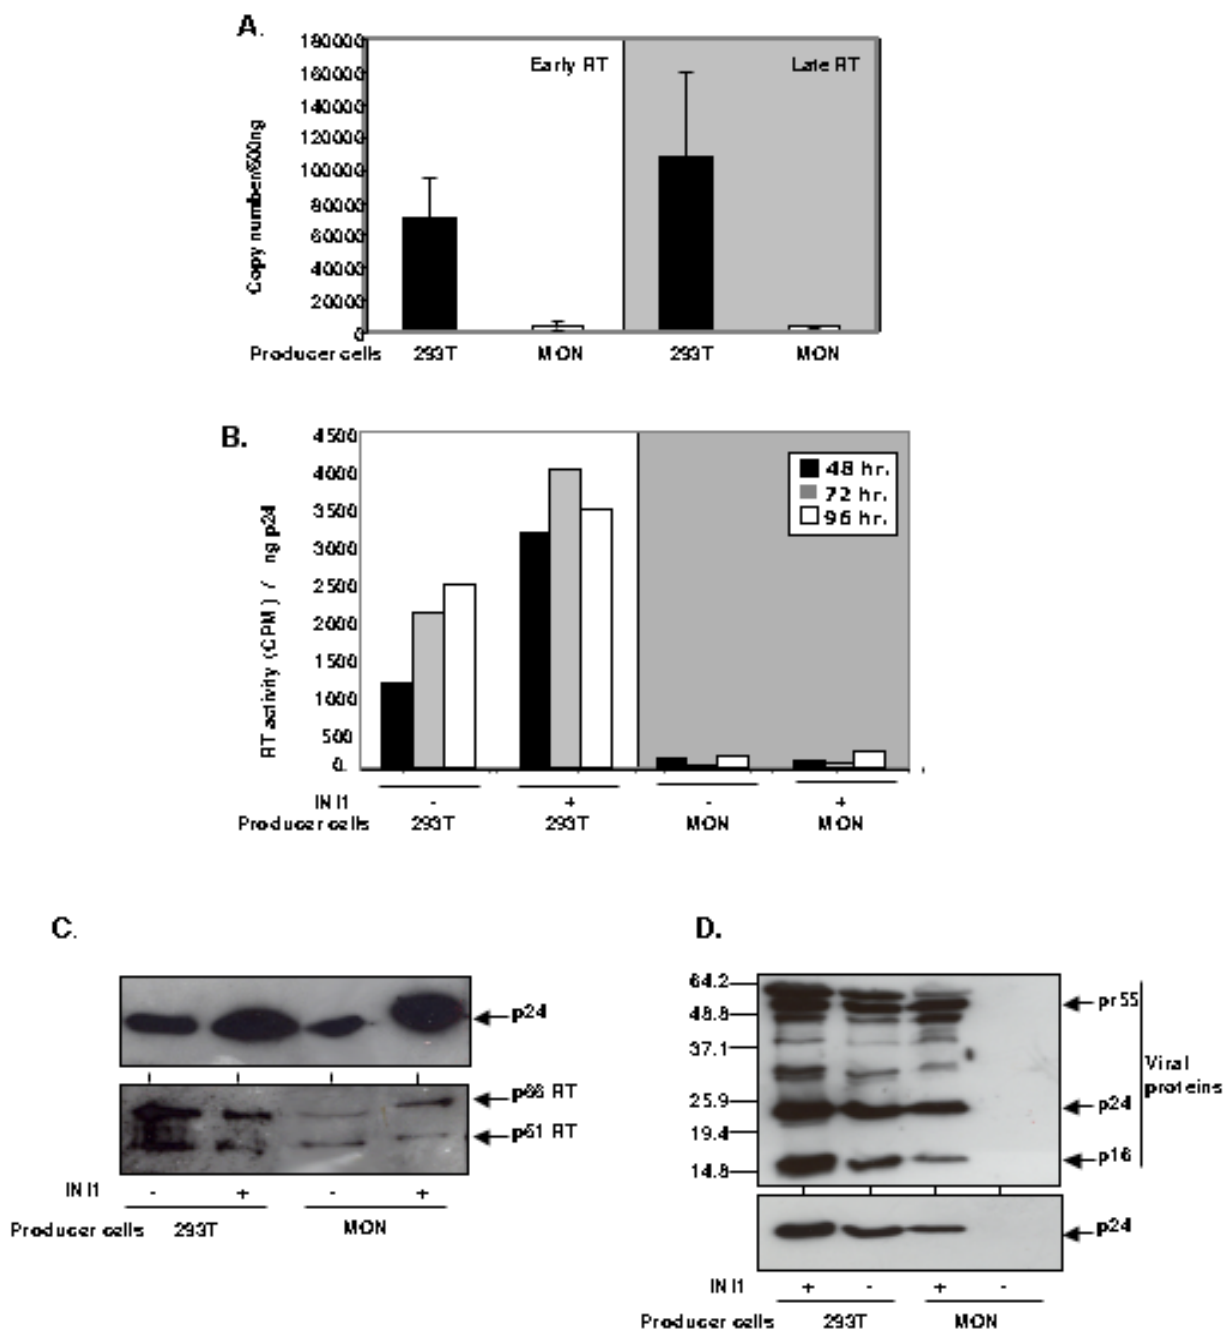 A.
180000
160000
140000
120000
100000
80000
60000
40000
20000
0
Early RT
Late RT
Producer cells 293T MON 293T MON
B.
4500
4000
3500
3000
2500
2000
1500
1000
500
0
RT activity (CPM) / ng p24
48 hr.
72 hr.
96 hr.
INI1 - + - +
Producer cells 293T 293T MON MON
C.
p24
p66 RT
p51 RT
INI1 - + - +
Producer cells 293T MON
D.
64.2
48.8
37.1
25.9
19.4
14.8
pr55
p24
p16
Viral
proteins
p24
INI1 + - + -
Producer cells 293T MON